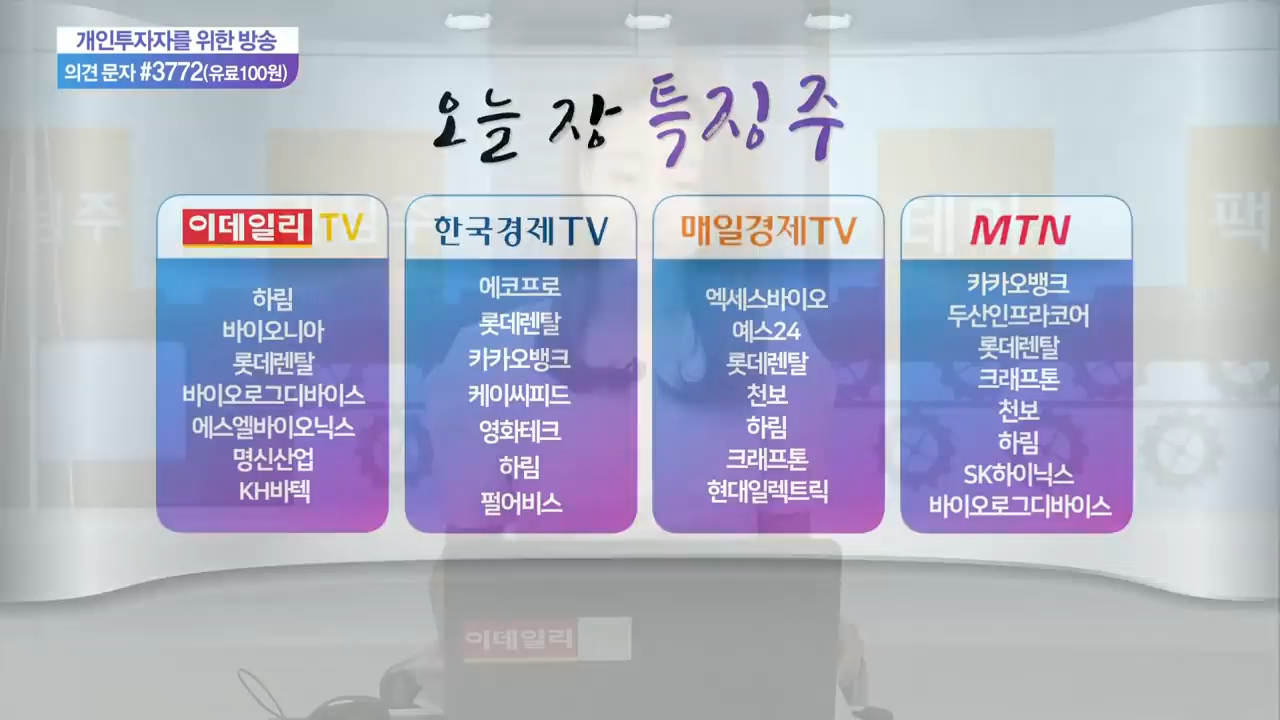 개인투자자를 위한 방송
의견 문자 #3772(유료100원)
오늘 장 특징주
이데일리 TV
하림
바이오니아
롯데렌탈
바이오로그디바이스
에스엘바이오닉스
명신산업
KH바텍
한국경제TV
에코프로
롯데렌탈
카카오뱅크
케이씨피드
영화테크
하림
펄어비스
매일경제TV
엑세스바이오
예스24
롯데렌탈
천보
하림
크래프톤
현대일렉트릭
MTN
카카오뱅크
두산인프라코어
롯데렌탈
크래프톤
천보
하림
SK하이닉스
바이오로그디바이스
이데일리